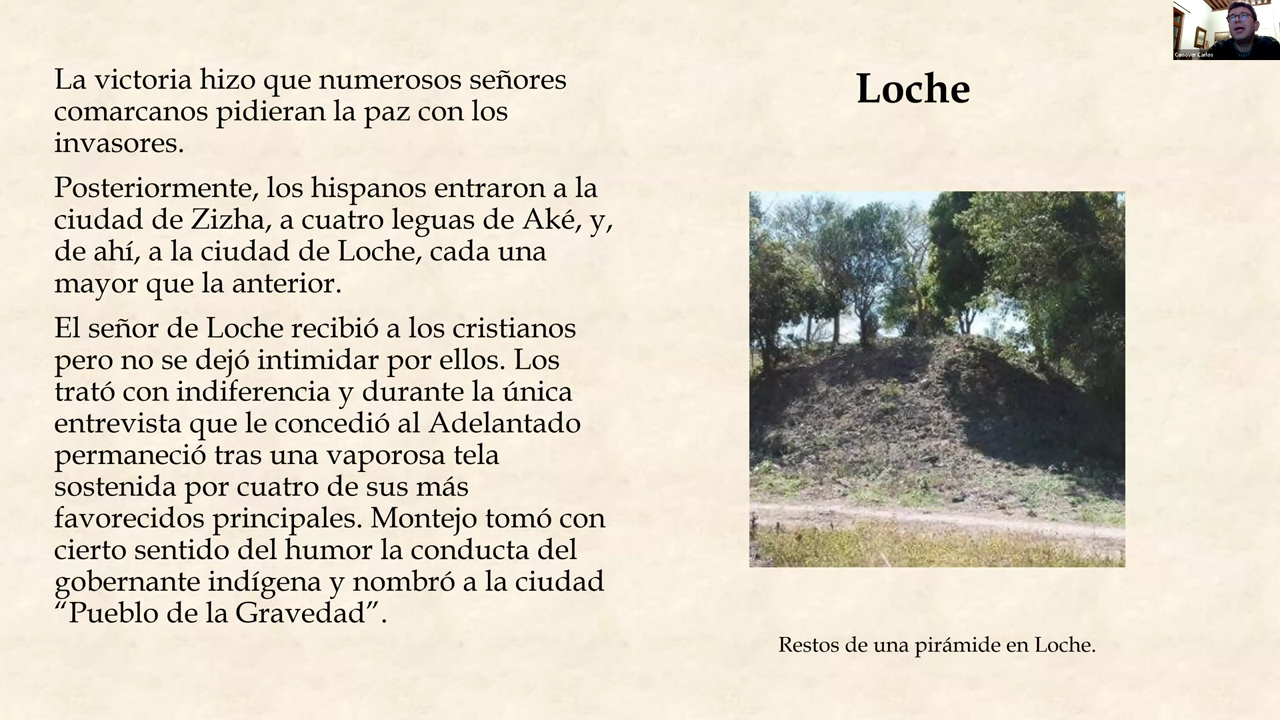 La victoria hizo que numerosos señores
comarcanos pidieran la paz con los
invasores.
Posteriormente, los hispanos entraron a la
ciudad de Zizha, a cuatro leguas de Aké, y,
de ahí, a la ciudad de Loche, cada una
mayor que la anterior.
El señor de Loche recibió a los cristianos
pero no se dejó intimidar por ellos. Los
trató con indiferencia y durante la única
entrevista que le concedió al Adelantado
permaneció tras una vaporosa tela
sostenida por cuatro de sus más
favorecidos principales. Montejo tomó con
cierto sentido del humor la conducta del
gobernante indígena y nombró a la ciudad
“Pueblo de la Gravedad”.
Loche
Restos de una pirámide en Loche.
Canover Carlos